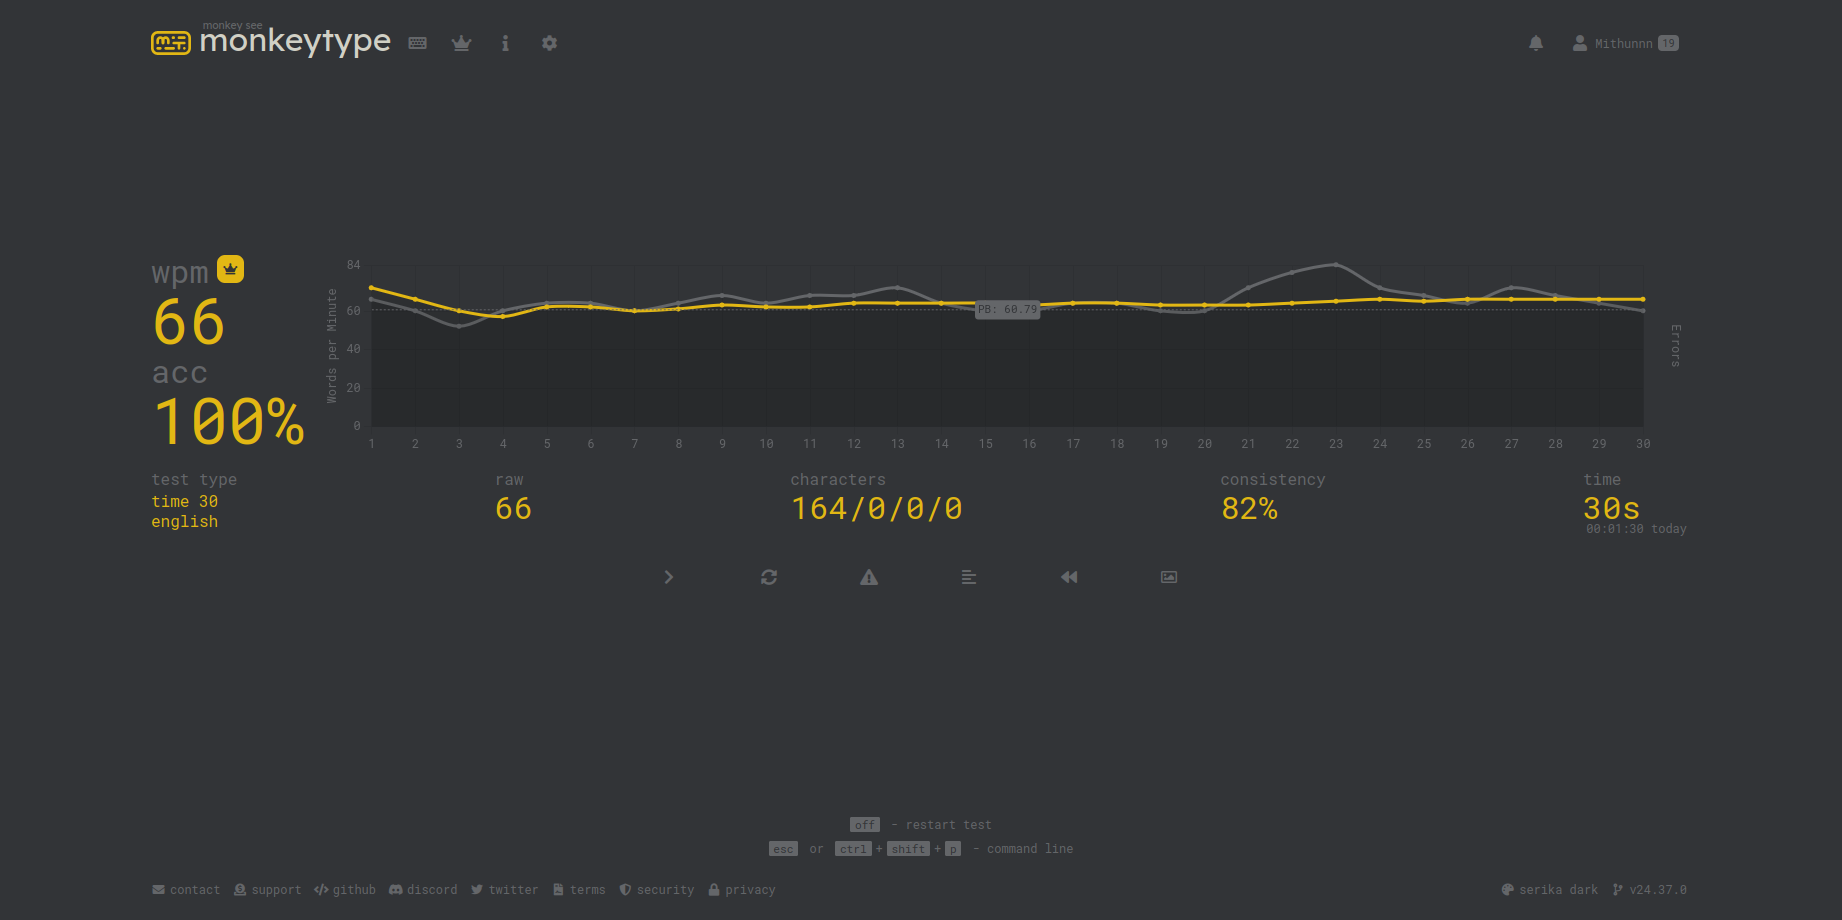 monkey see
monkeytype
Mithunnn 19
wpm
66
acc
100%
Words per Minute
84
60
40
20
0
PB: 60.79
Errors
1 2 3 4 5 6 7 8 9 10 11 12 13 14 15 16 17 18 19 20 21 22 23 24 25 26 27 28 29 30
test type
time 30
english
raw
66
characters
164/0/0/0
consistency
82%
time
30s
00:01:30 today
off - restart test
esc or ctrl + shift + p - command line
contact support github discord twitter terms security privacy serika dark v24.37.0